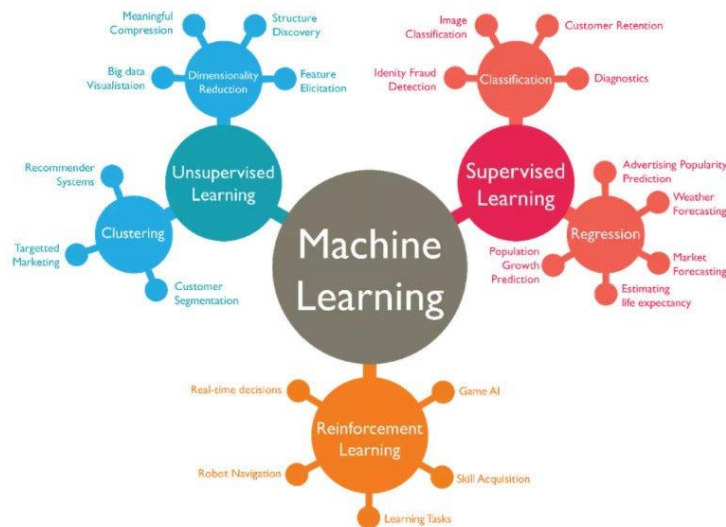 Meaningful
Compression
Structure
Discovery
Big data
Visualistaion
Dimensionality
Reduction
Feature
Elicitation
Image
Classification
Customer Retention
Idenity Fraud
Detection
Classification
Diagnostics
Recommender
Systems
Unsupervised
Learning
Supervised
Learning
Advertising Popularity
Prediction
Weather
Forecasting
Targetted
Marketing
Clustering
Customer
Segmentation
Machine
Learning
Population
Growth
Prediction
Regression
Market
Forecasting
Estimating
life expectancy
Real-time decisions
Game AI
Reinforcement
Learning
Robot Navigation
Skill Acquisition
Learning Tasks